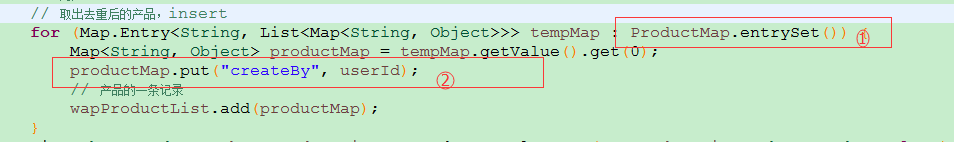 // 取出去重后的产品，insert
for (Map.Entry<String, List<Map<String, Object>>> tempMap : ProductMap.entrySet()) { ①
Map<String, Object> productMap = tempMap.getValue().get(0);
productMap.put("createBy", userId); ②
// 产品的一条记录
wapProductList.add(productMap);
}